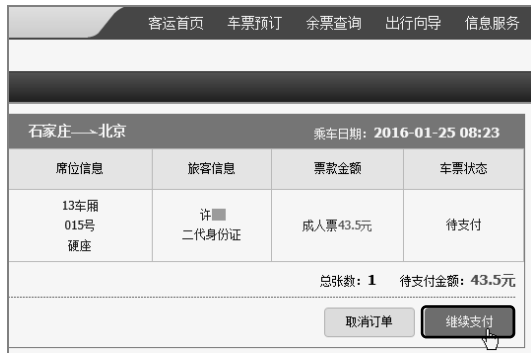 客运首页 车票预订 余票查询 出行向导 信息服务
石家庄—→北京 乘车日期：2016-01-25 08:23
席位信息 旅客信息 票款金额 车票状态
13车厢
015号
硬座
许
二代身份证
成人票43.5元
待支付
总张数：1 待支付金额：43.5元
取消订单 继续支付